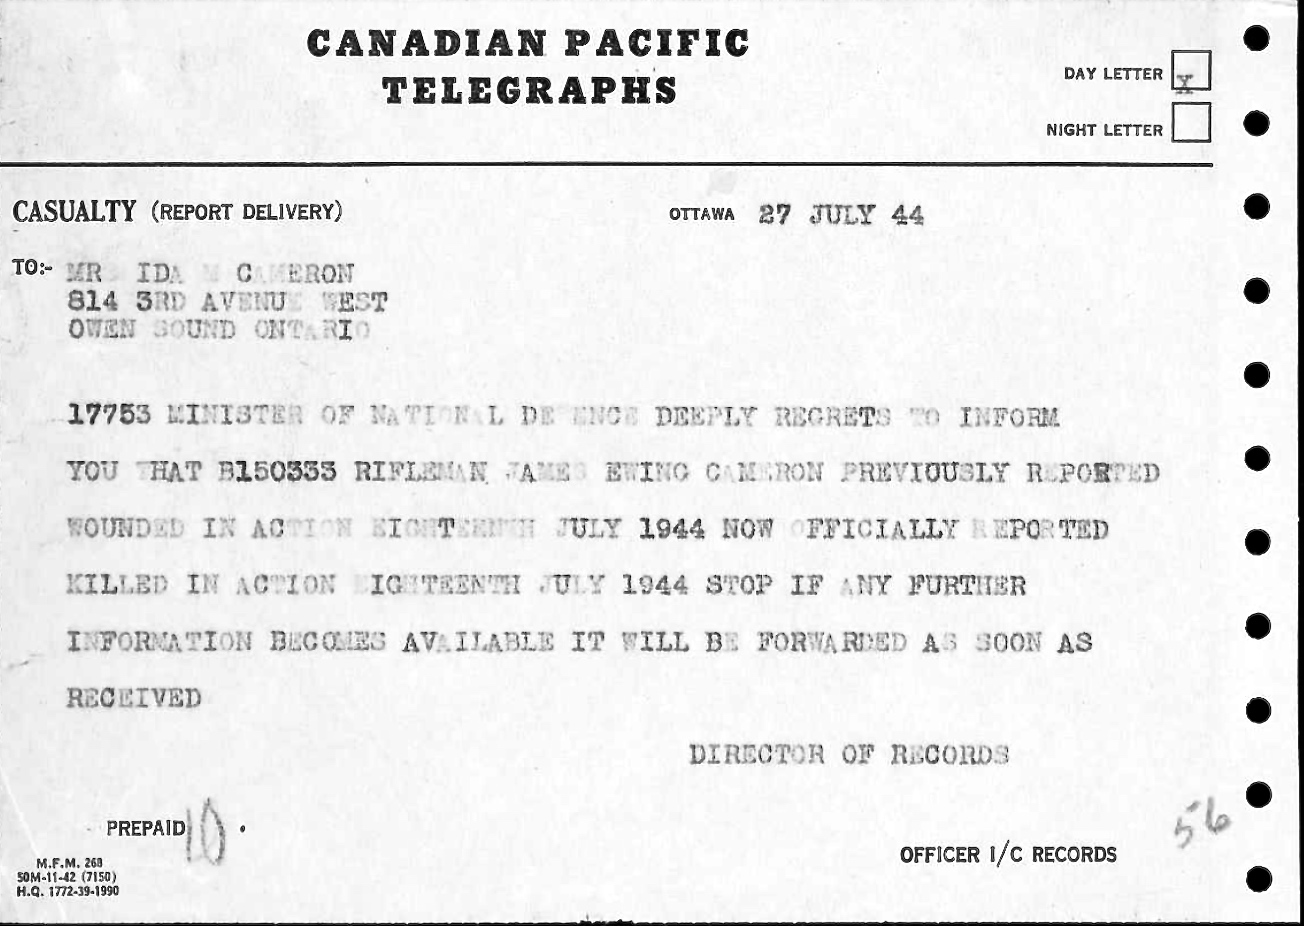 CANADIAN PACIFIC
TELEGRAPHS
DAY LETTER X
NIGHT LETTER
CASUALTY (REPORT DELIVERY)
OTTAWA 27 JULY 44
TO:- IDA M CAMERON
814 3RD AVENUE WEST
OWEN SOUND ONTARIO
17753 MINISTER OF NATIONAL DEFENCE DEEPLY REGRETS TO INFORM
YOU THAT B150333 RIFLEMAN JAMES EWING CAMERON PREVIOUSLY REPORTED
WOUNDED IN ACTION EIGHTEENTH JULY 1944 NOW OFFICIALLY REPORTED
KILLED IN ACTION EIGHTEENTH JULY 1944 STOP IF ANY FURTHER
INFORMATION BECOMES AVAILABLE IT WILL BE FORWARDED AS SOON AS
RECEIVED
DIRECTOR OF RECORDS
PREPAID
56
OFFICER I/C RECORDS
M.F.M. 268
50M-11-42 (7150)
H.Q. 1772-39-1990